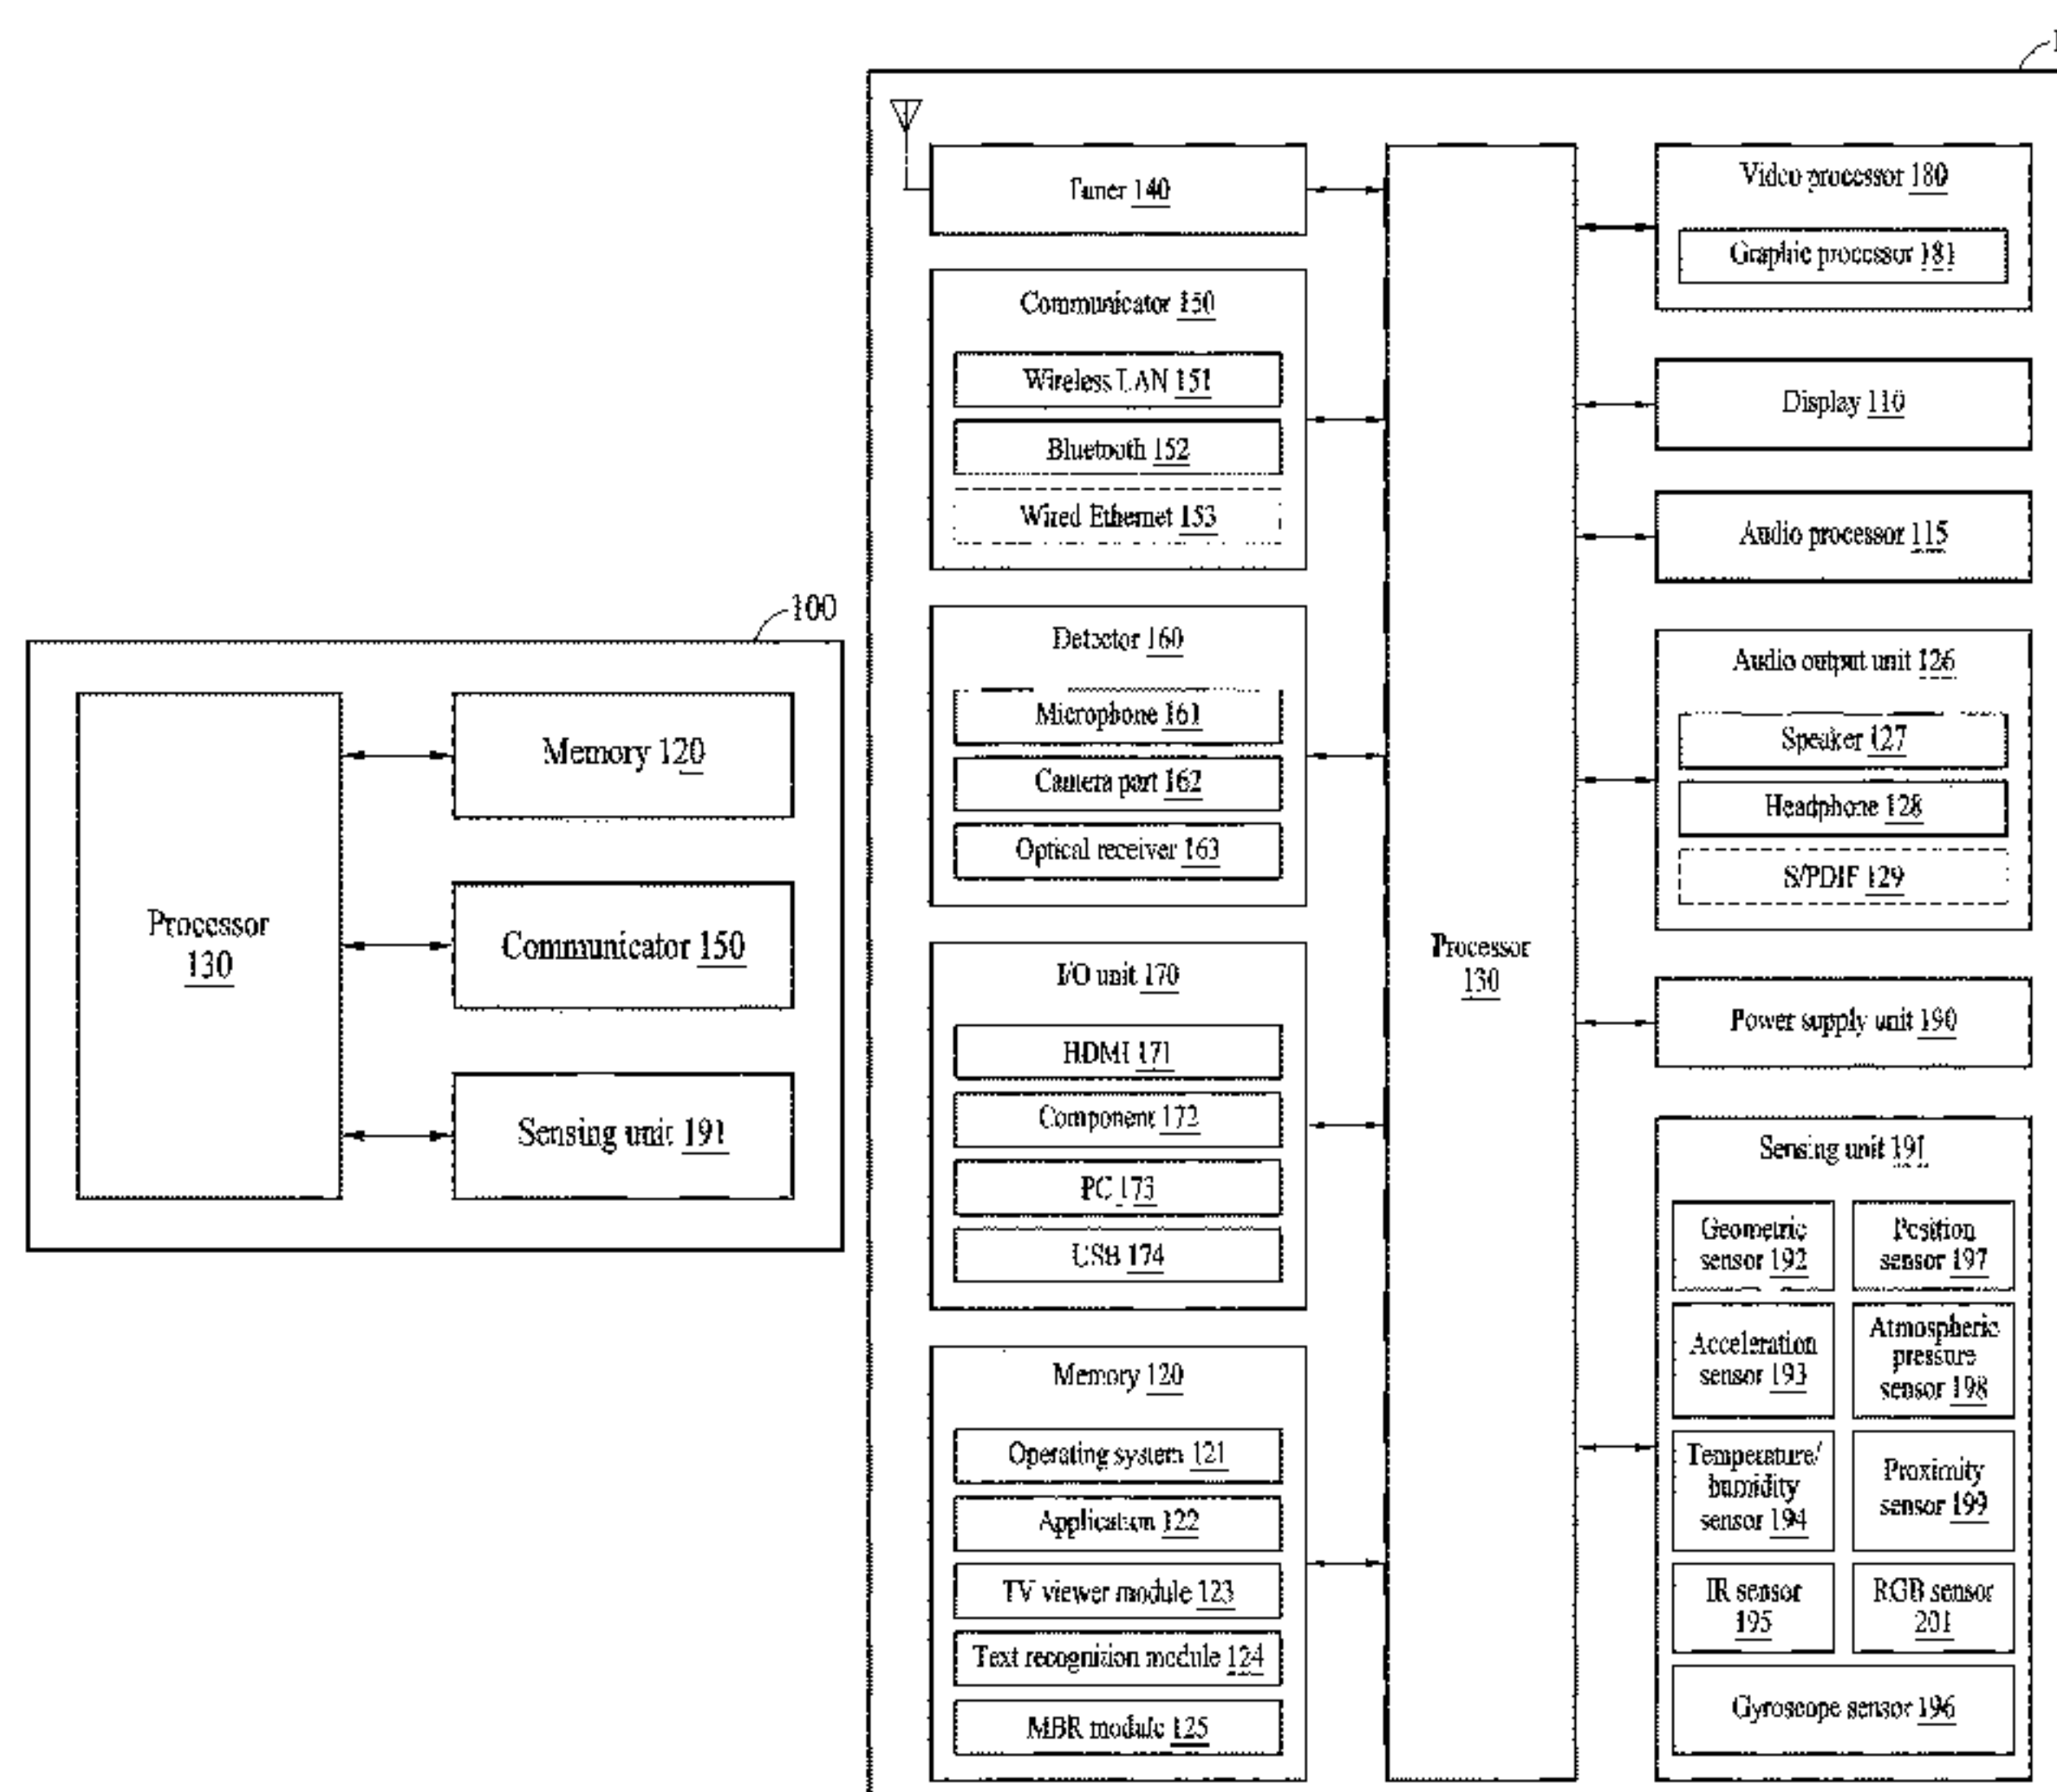 100
Processor
130
Memory 120
Communicator 150
Sensing unit 191
1
Tuner 140
Communicator 150
Wireless LAN 151
Bluetooth 152
Wired Ethernet 153
Detector 160
Microphone 161
Camera part 162
Optical receiver 163
I/O unit 170
HDMI 171
Component 172
PC 173
USB 174
Memory 120
Operating system 121
Application 122
TV viewer module 123
Text recognition module 124
MBR module 125
Processor
130
Video processor 180
Graphic processor 181
Display 110
Audio processor 115
Audio output unit 126
Speaker 127
Headphone 128
S/PDIF 129
Power supply unit 190
Sensing unit 191
Geometric
sensor 192
Position
sensor 197
Acceleration
sensor 193
Atmospheric
pressure
sensor 198
Temperature/
humidity
sensor 194
Proximity
sensor 199
IR sensor
195
RGB sensor
201
Gyroscope sensor 196